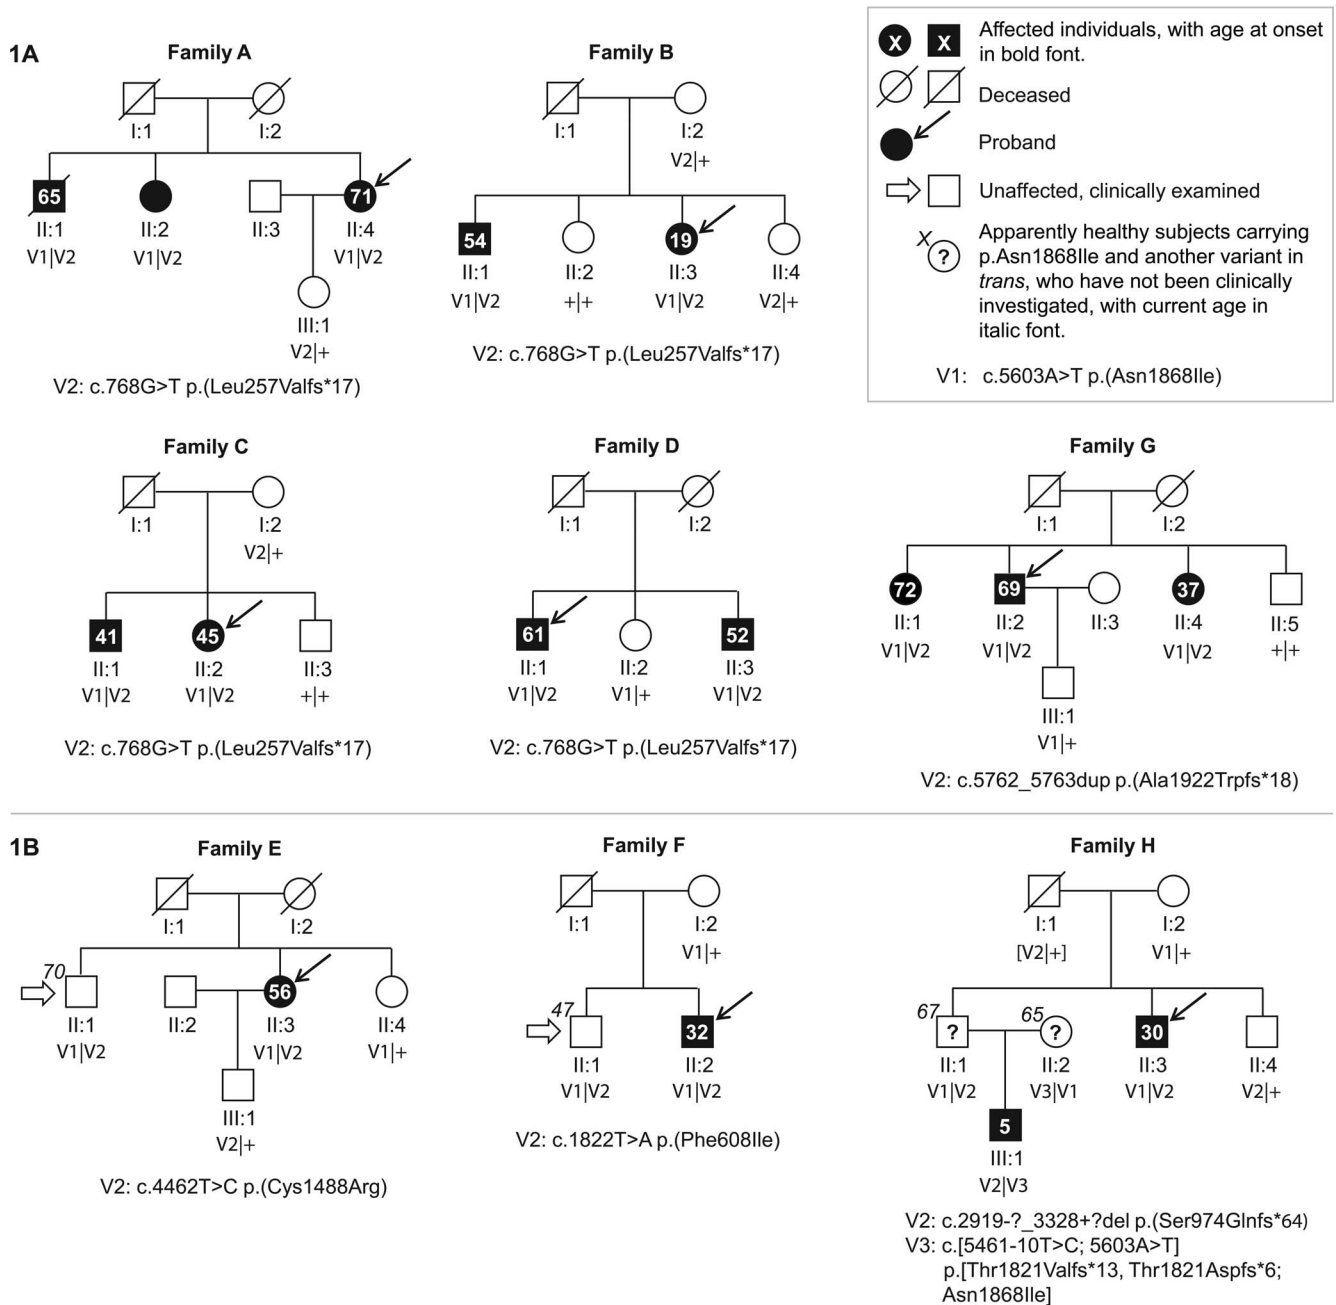 1A
Family A
I:1
I:2
65
71
II:1
II:2
II:3
II:4
V1|V2
V1|V2
V1|V2
III:1
V2|+
V2: c.768G>T p.(Leu257Valfs*17)
Family B
I:1
I:2
V2|+
54
19
II:1
II:2
II:3
II:4
V1|V2
+|+
V1|V2
V2|+
V2: c.768G>T p.(Leu257Valfs*17)
X
X
Affected individuals, with age at onset
in bold font.
Deceased
Proband
Unaffected, clinically examined
X
?
Apparently healthy subjects carrying
p.Asn1868Ile and another variant in
trans, who have not been clinically
investigated, with current age in
italic font.
V1: c.5603A>T p.(Asn1868Ile)
Family C
I:1
I:2
V2|+
41
45
II:1
II:2
II:3
V1|V2
V1|V2
+|+
V2: c.768G>T p.(Leu257Valfs*17)
Family D
I:1
I:2
61
52
II:1
II:2
II:3
V1|V2
V1|+
V1|V2
V2: c.768G>T p.(Leu257Valfs*17)
Family G
I:1
I:2
72
69
37
II:1
II:2
II:3
II:4
II:5
V1|V2
V1|V2
V1|V2
+|+
III:1
V1|+
V2: c.5762_5763dup p.(Ala1922Trpfs*18)
1B
Family E
I:1
I:2
70
56
II:1
II:2
II:3
II:4
V1|V2
V1|V2
V1|+
III:1
V2|+
V2: c.4462T>C p.(Cys1488Arg)
Family F
I:1
I:2
V1|+
47
32
II:1
II:2
V1|V2
V1|V2
V2: c.1822T>A p.(Phe608Ile)
Family H
I:1
I:2
[V2|+]
V1|+
67
?
65
?
30
II:1
II:2
II:3
II:4
V1|V2
V3|V1
V1|V2
V2|+
5
III:1
V2|V3
V2: c.2919-?_3328+?del p.(Ser974Glnfs*64)
V3: c.[5461-10T>C; 5603A>T]
p.[Thr1821Valfs*13, Thr1821Aspfs*6;
Asn1868Ile]